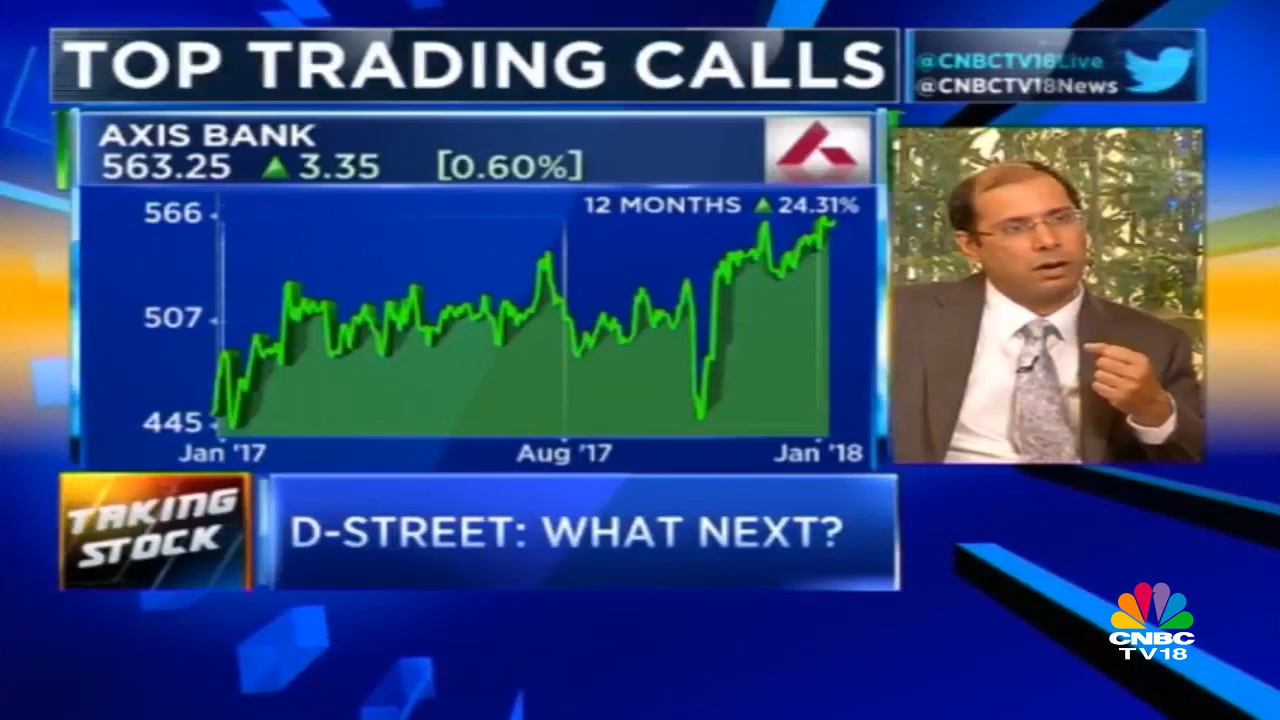 TOP TRADING CALLS
@CNBCTV18Live
@CNBCTV18News
AXIS BANK
563.25 ▲ 3.35 [0.60%]
12 MONTHS ▲ 24.31%
566
507
445
Jan '17 Aug '17 Jan '18
TAKING
STOCK
D-STREET: WHAT NEXT?
CNBC
TV18